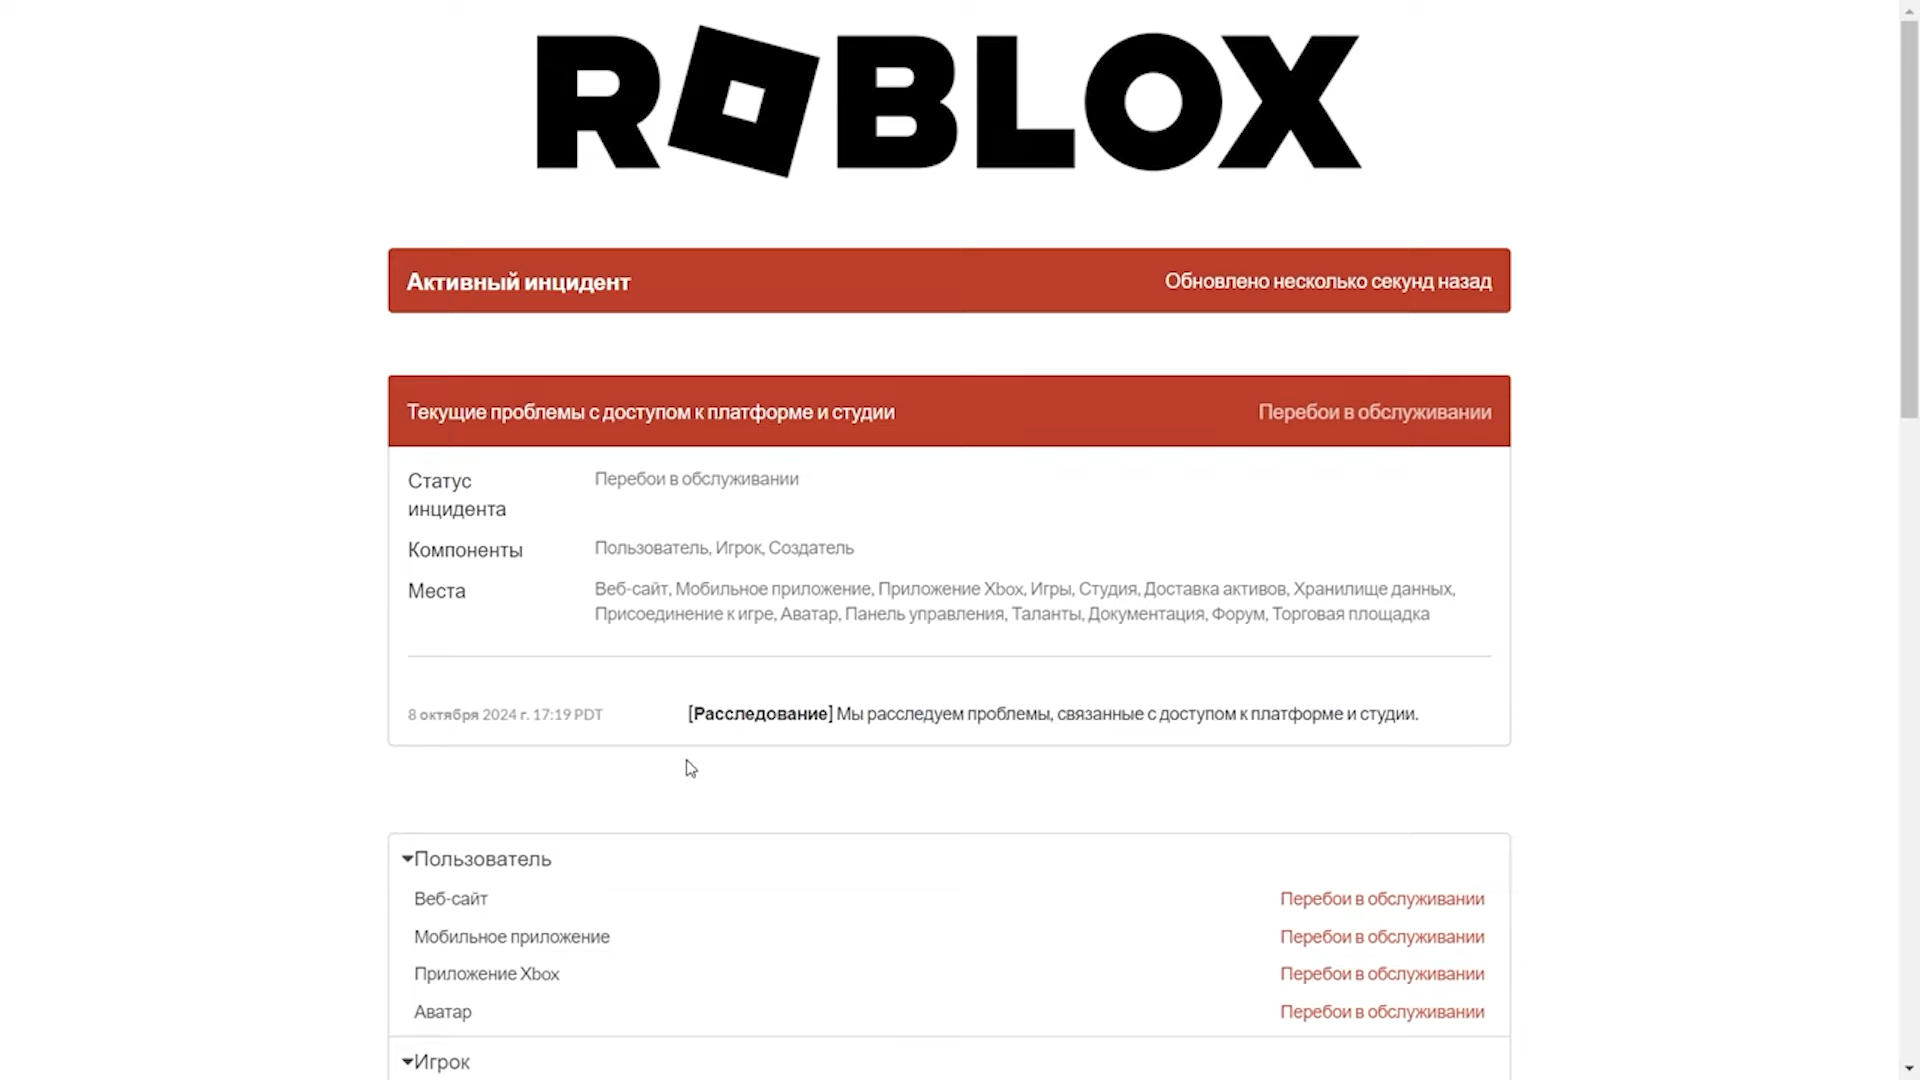 ROBLOX
Активный инцидент
Обновлено несколько секунд назад
Текущие проблемы с доступом к платформе и студии
Перебои в обслуживании
Статус
инцидента
Перебои в обслуживании
Компоненты
Пользователь, Игрок, Создатель
Места
Веб-сайт, Мобильное приложение, Приложение Xbox, Игры, Студия, Доставка активов, Хранилище данных,
Присоединение к игре, Аватар, Панель управления, Таланты, Документация, Форум, Торговая площадка
8 октября 2024 г. 17:19 PDT
[Расследование] Мы расследуем проблемы, связанные с доступом к платформе и студии.
Пользователь
Веб-сайт
Перебои в обслуживании
Мобильное приложение
Перебои в обслуживании
Приложение Xbox
Перебои в обслуживании
Аватар
Перебои в обслуживании
Игрок